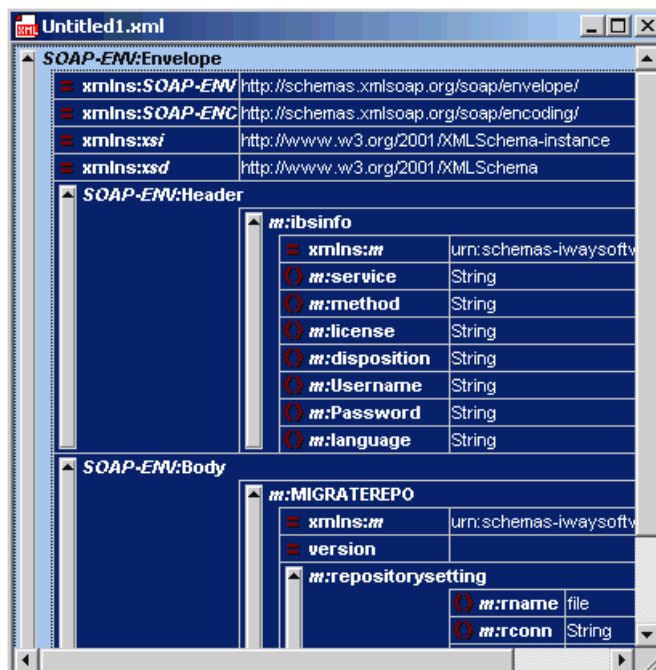 Untitled1.xml
SOAP-ENV:Envelope
= xmlns:SOAP-ENV http://schemas.xmlsoap.org/soap/envelope/
= xmlns:SOAP-ENC http://schemas.xmlsoap.org/soap/encoding/
= xmlns:xsi http://www.w3.org/2001/XMLSchema-instance
= xmlns:xsd http://www.w3.org/2001/XMLSchema
SOAP-ENV:Header
m:ibsinfo
= xmlns:m urn:schemas-iwaysoftw
() m:service String
() m:method String
() m:license String
() m:disposition String
() m:Username String
() m:Password String
() m:language String
SOAP-ENV:Body
m:MIGRATEREPO
= xmlns:m urn:schemas-iwaysoftw
= version
m:repositorysetting
() m:rname file
() m:rconn String